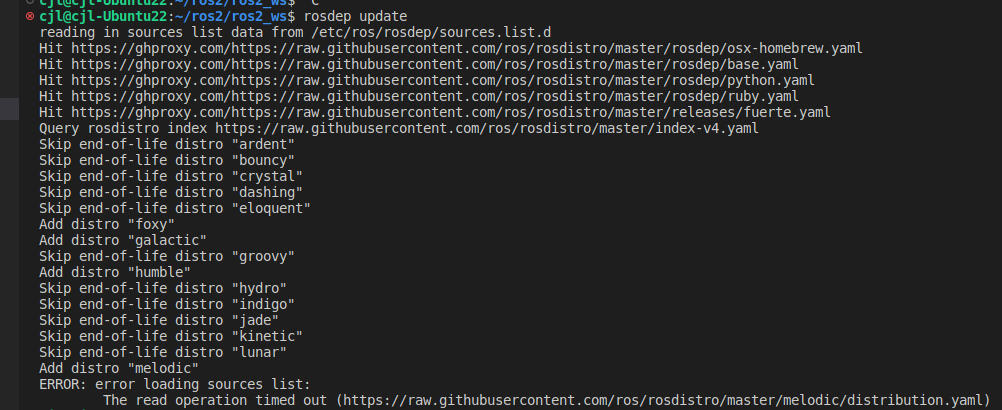 cjl@cjl-Ubuntu22:~/ros2/ros2_ws$ ^C
cjl@cjl-Ubuntu22:~/ros2/ros2_ws$ rosdep update
reading in sources list data from /etc/ros/rosdep/sources.list.d
Hit https://ghproxy.com/https://raw.githubusercontent.com/ros/rosdistro/master/rosdep/osx-homebrew.yaml
Hit https://ghproxy.com/https://raw.githubusercontent.com/ros/rosdistro/master/rosdep/base.yaml
Hit https://ghproxy.com/https://raw.githubusercontent.com/ros/rosdistro/master/rosdep/python.yaml
Hit https://ghproxy.com/https://raw.githubusercontent.com/ros/rosdistro/master/rosdep/ruby.yaml
Hit https://ghproxy.com/https://raw.githubusercontent.com/ros/rosdistro/master/releases/fuerte.yaml
Query rosdistro index https://raw.githubusercontent.com/ros/rosdistro/master/index-v4.yaml
Skip end-of-life distro "ardent"
Skip end-of-life distro "bouncy"
Skip end-of-life distro "crystal"
Skip end-of-life distro "dashing"
Skip end-of-life distro "eloquent"
Add distro "foxy"
Add distro "galactic"
Skip end-of-life distro "groovy"
Add distro "humble"
Skip end-of-life distro "hydro"
Skip end-of-life distro "indigo"
Skip end-of-life distro "jade"
Skip end-of-life distro "kinetic"
Skip end-of-life distro "lunar"
Add distro "melodic"
ERROR: error loading sources list:
The read operation timed out (https://raw.githubusercontent.com/ros/rosdistro/master/melodic/distribution.yaml)